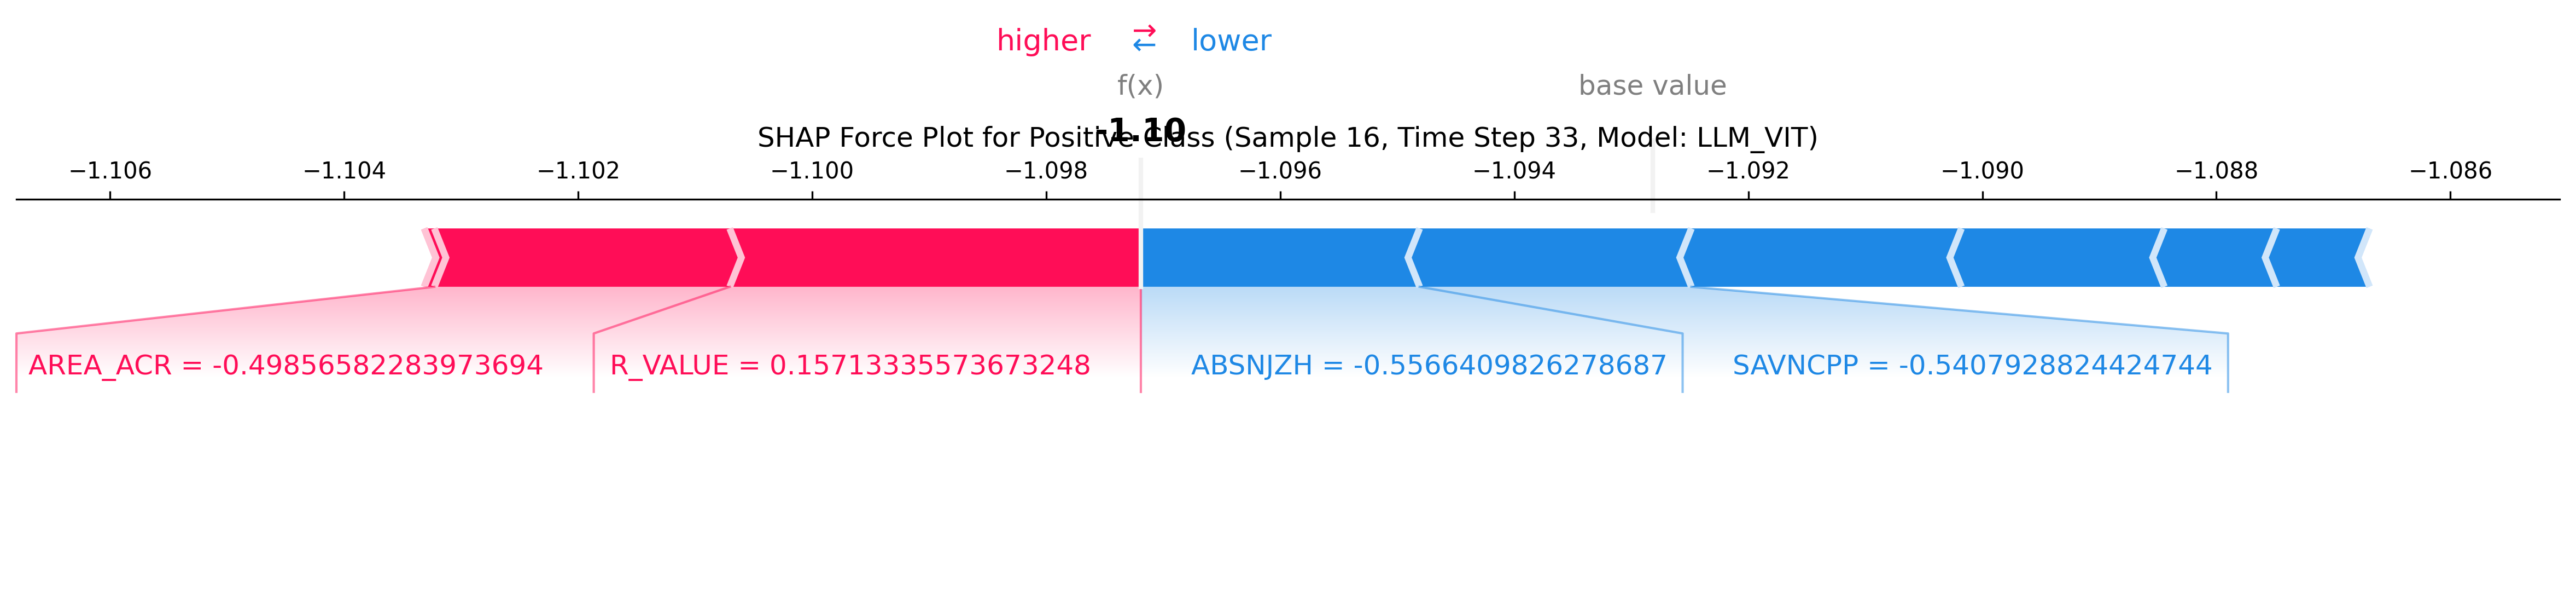 higher ⇄ lower
f(x) base value
-1.10
SHAP Force Plot for Positive Class (Sample 16, Time Step 33, Model: LLM_VIT)
−1.106 −1.104 −1.102 −1.100 −1.098 −1.096 −1.094 −1.092 −1.090 −1.088 −1.086
AREA_ACR = -0.49856582283973694 R_VALUE = 0.15713335573673248 ABSNJZH = -0.5566409826278687 SAVNCPP = -0.5407928824424744